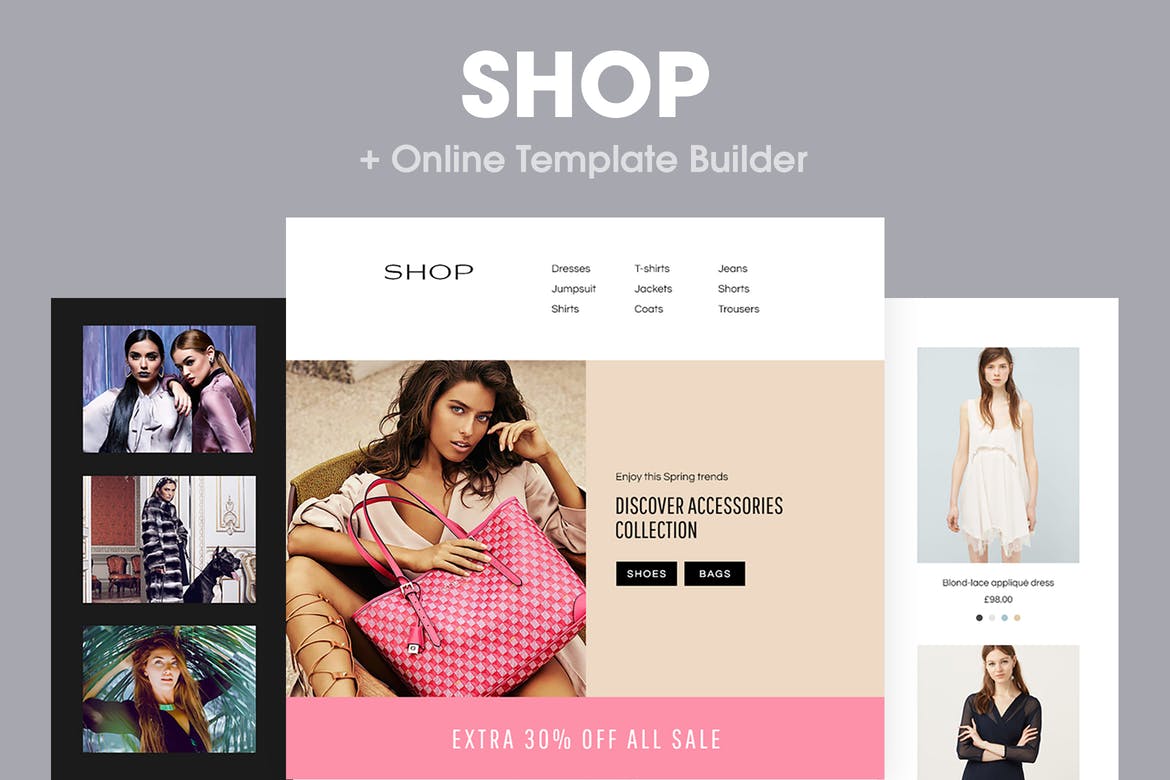 SHOP
+ Online Template Builder
SHOP
Dresses T-shirts Jeans
Jumpsuit Jackets Shorts
Shirts Coats Trousers
Enjoy this Spring trends
DISCOVER ACCESSORIES
COLLECTION
SHOES BAGS
EXTRA 30% OFF ALL SALE
Blond-lace appliqué dress
£98.00